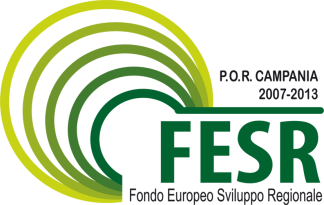 P.O.R. CAMPANIA
2007-2013
FESR
Fondo Europeo Sviluppo Regionale